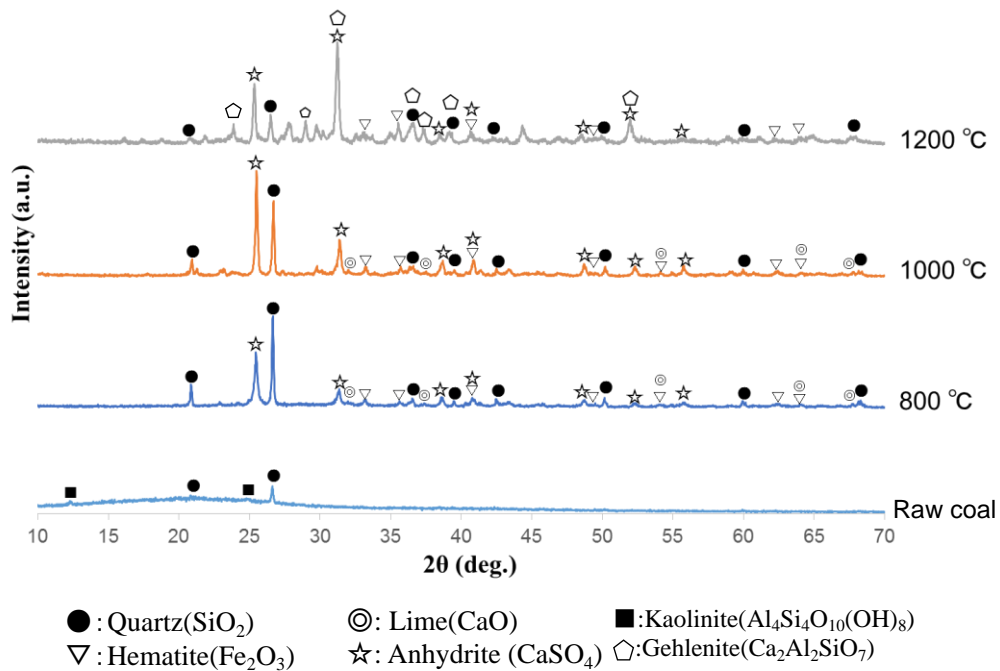 1200 ℃
1000 ℃
800 ℃
Raw coal
Intensity (a.u.)
10 15 20 25 30 35 40 45 50 55 60 65 70
2θ (deg.)
: Quartz(SiO₂) : Lime(CaO) :Kaolinite(Al₄Si₄O₁₀(OH)₈)
: Hematite(Fe₂O₃) : Anhydrite (CaSO₄) :Gehlenite(Ca₂Al₂SiO₇)